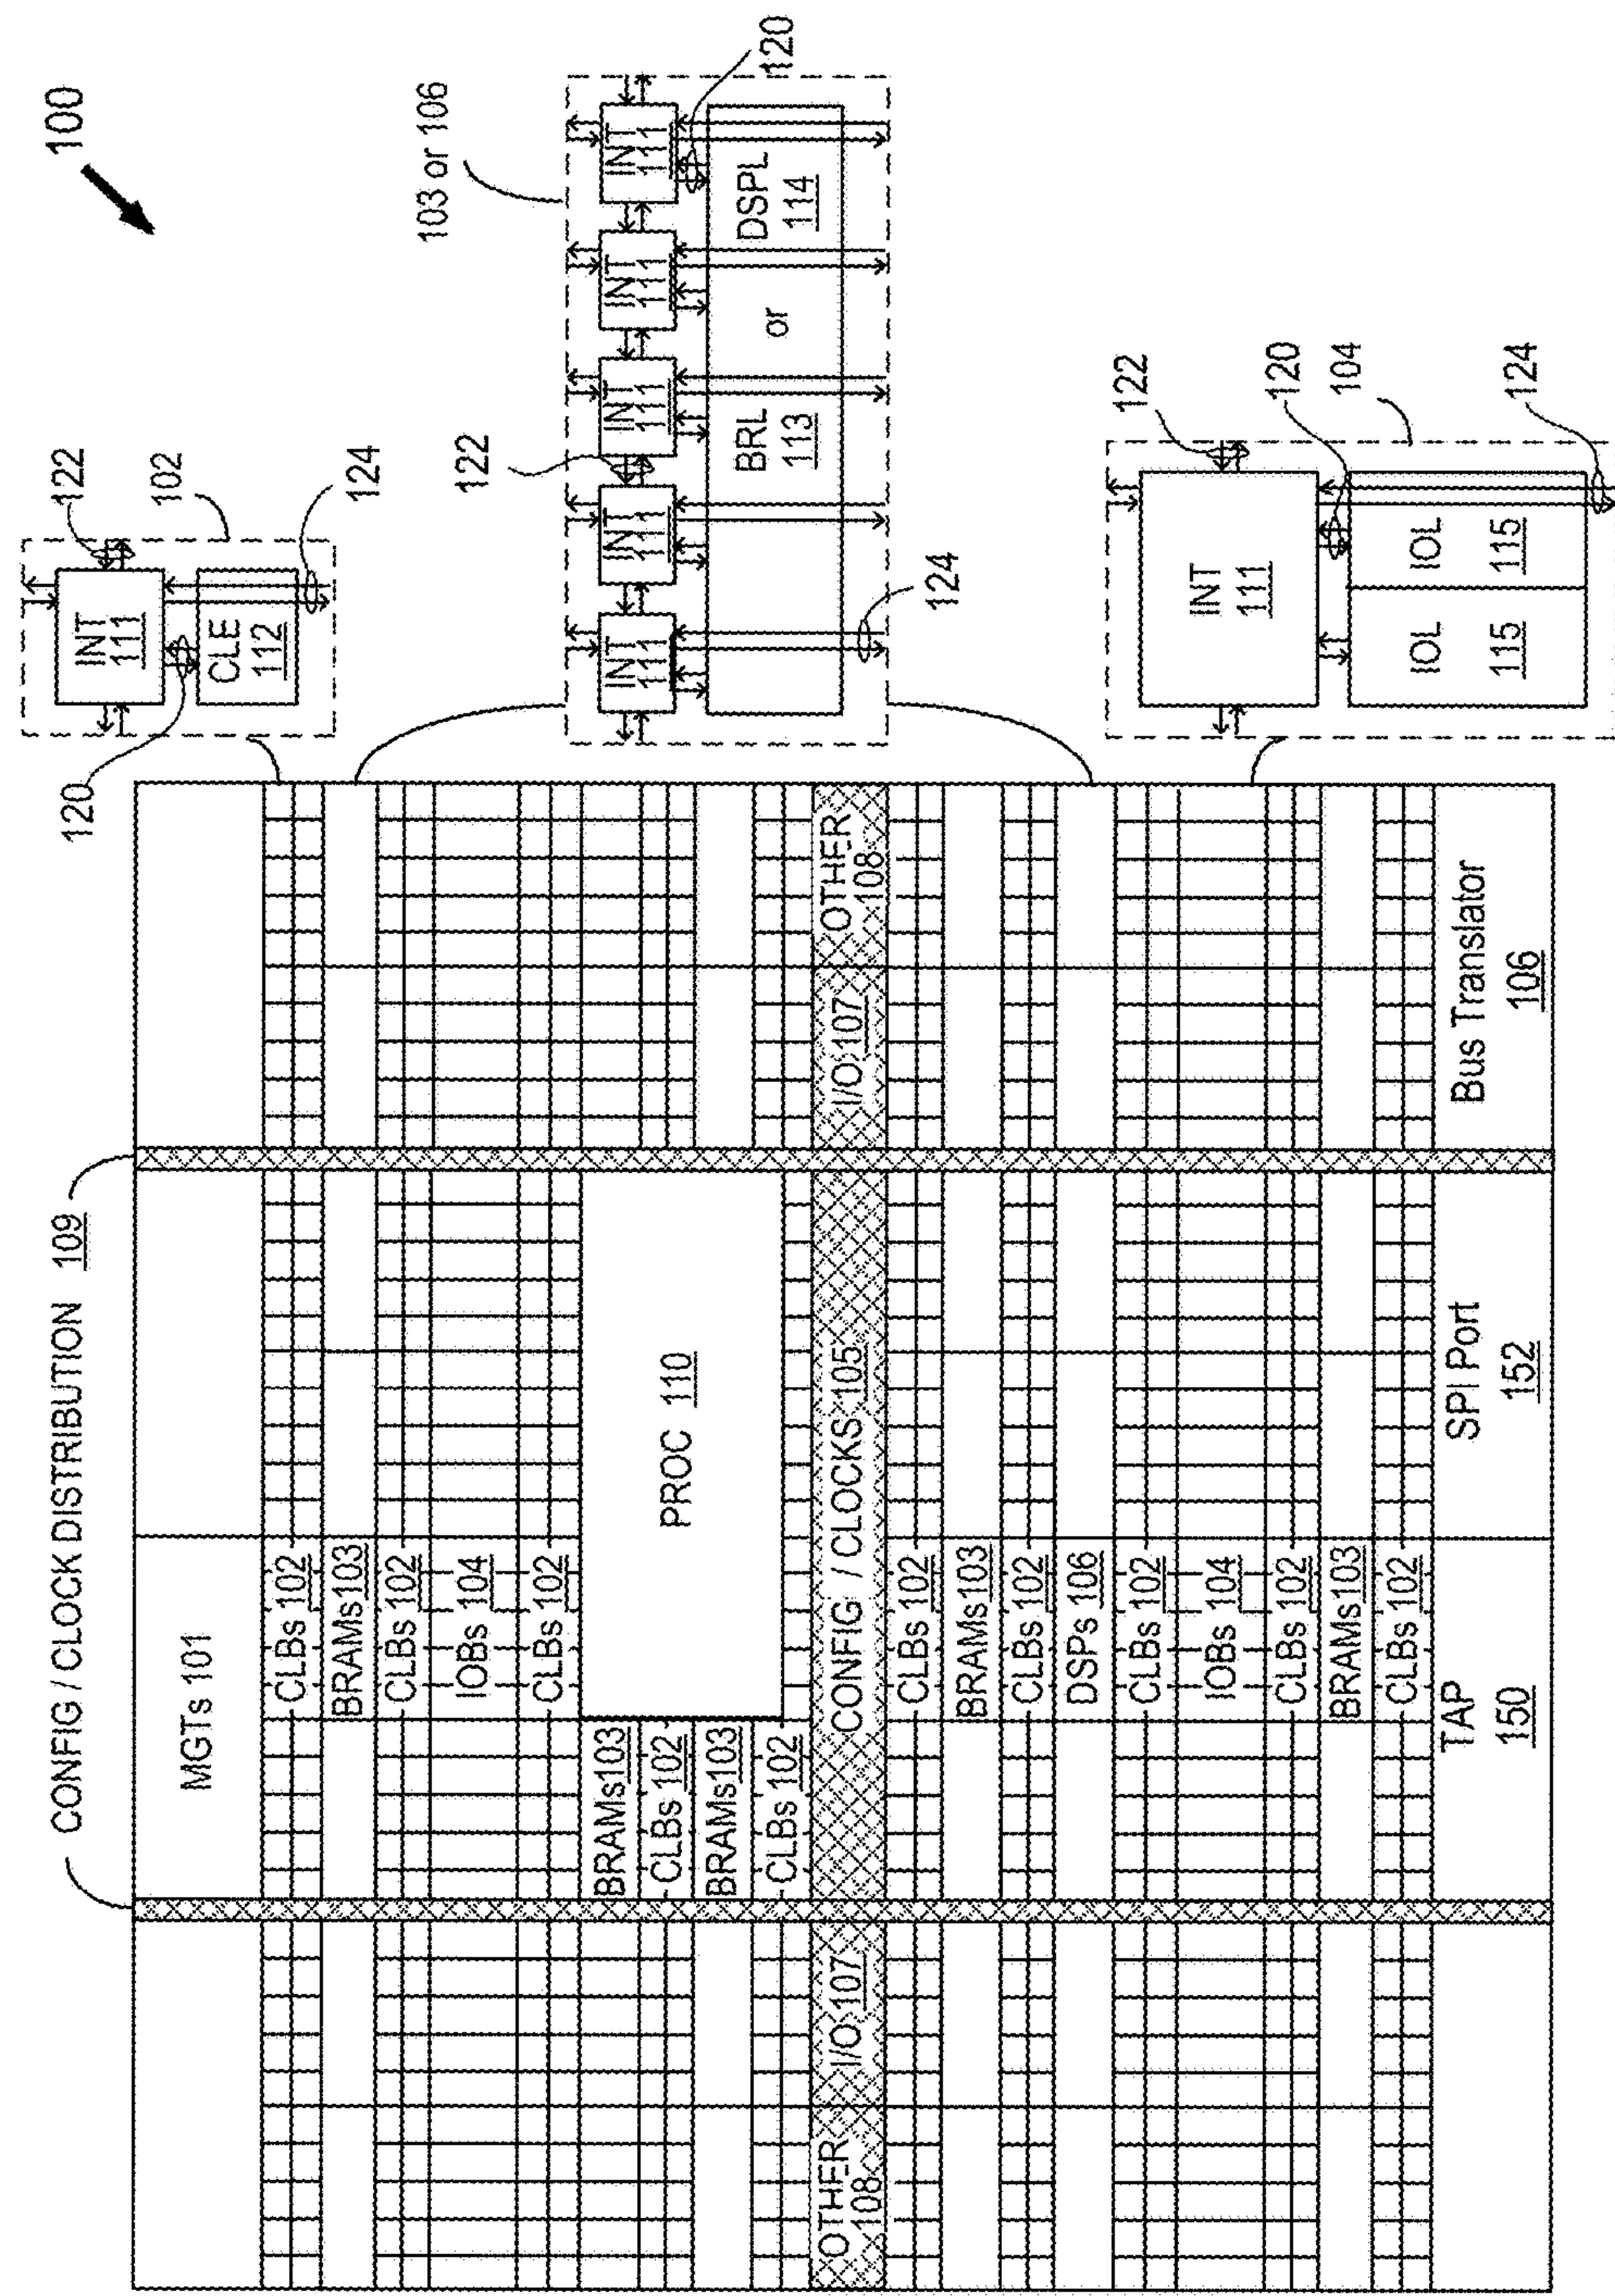 100
CONFIG / CLOCK DISTRIBUTION 109
MGTs 101
CLBs 102
BRAMs 103
CLBs 102
IOBs 104
CLBs 102
BRAMs 103
CLBs 102
BRAMs 103
CLBs 102
PROC 110
OTHER
108
I/O 107
CONFIG / CLOCKS 105
I/O 107
OTHER
108
CLBs 102
BRAMs 103
CLBs 102
DSPs 106
CLBs 102
IOBs 104
CLBs 102
BRAMs 103
CLBs 102
TAP
150
SPI Port
152
Bus Translator
106
122
102
INT
111
CLE
112
120
124
103 or 106
120
INT
111
INT
111
INT
111
INT
111
INT
111
122
BRL
113
or
DSPL
114
124
122
120
104
INT
111
IOL
115
IOL
115
124